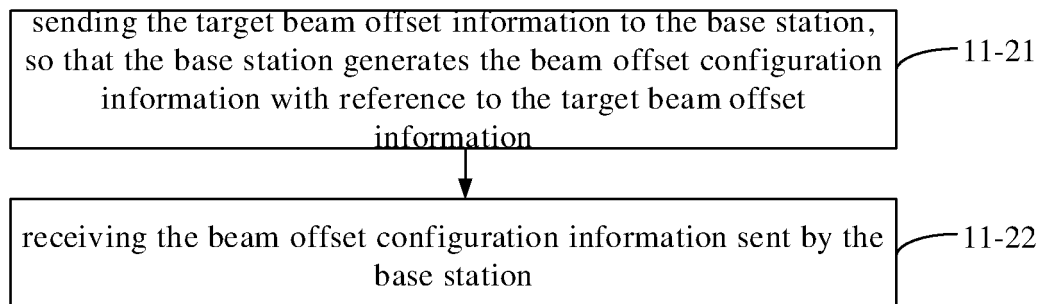 sending the target beam offset information to the base station,
so that the base station generates the beam offset configuration
information with reference to the target beam offset
information
11-21
receiving the beam offset configuration information sent by the
base station
11-22